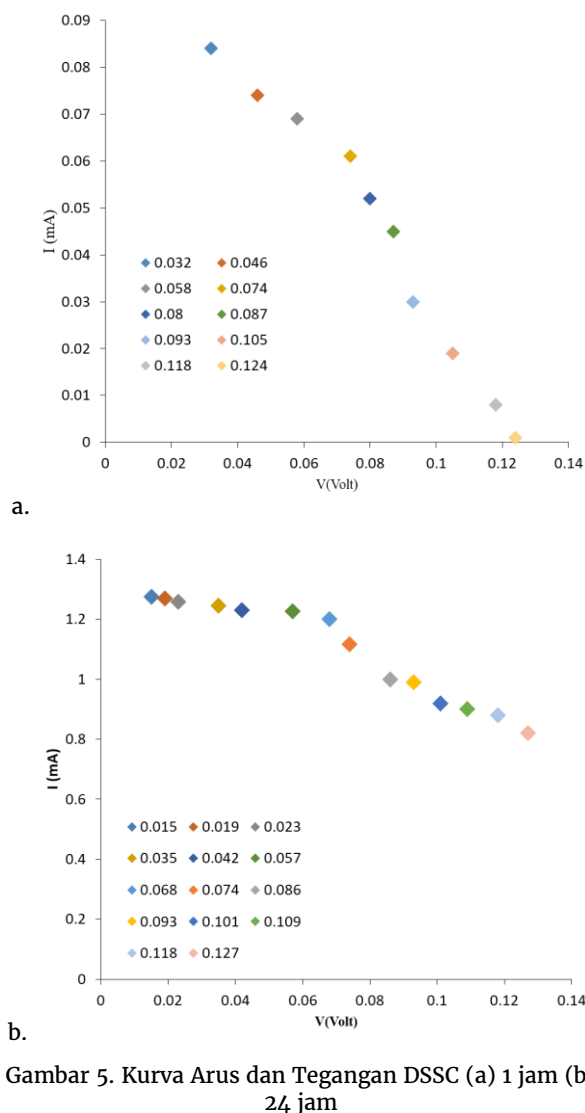 0.09
0.08
0.07
0.06
0.05
0.04
0.03
0.02
0.01
0
I (mA)
0.032 0.046
0.058 0.074
0.08 0.087
0.093 0.105
0.118 0.124
0 0.02 0.04 0.06 0.08 0.1 0.12 0.14
V(Volt)
a.
1.4
1.2
1
0.8
0.6
0.4
0.2
0
I (mA)
0.015 0.019 0.023
0.035 0.042 0.057
0.068 0.074 0.086
0.093 0.101 0.109
0.118 0.127
0 0.02 0.04 0.06 0.08 0.1 0.12 0.14
V(Volt)
b.
Gambar 5. Kurva Arus dan Tegangan DSSC (a) 1 jam (b
24 jam